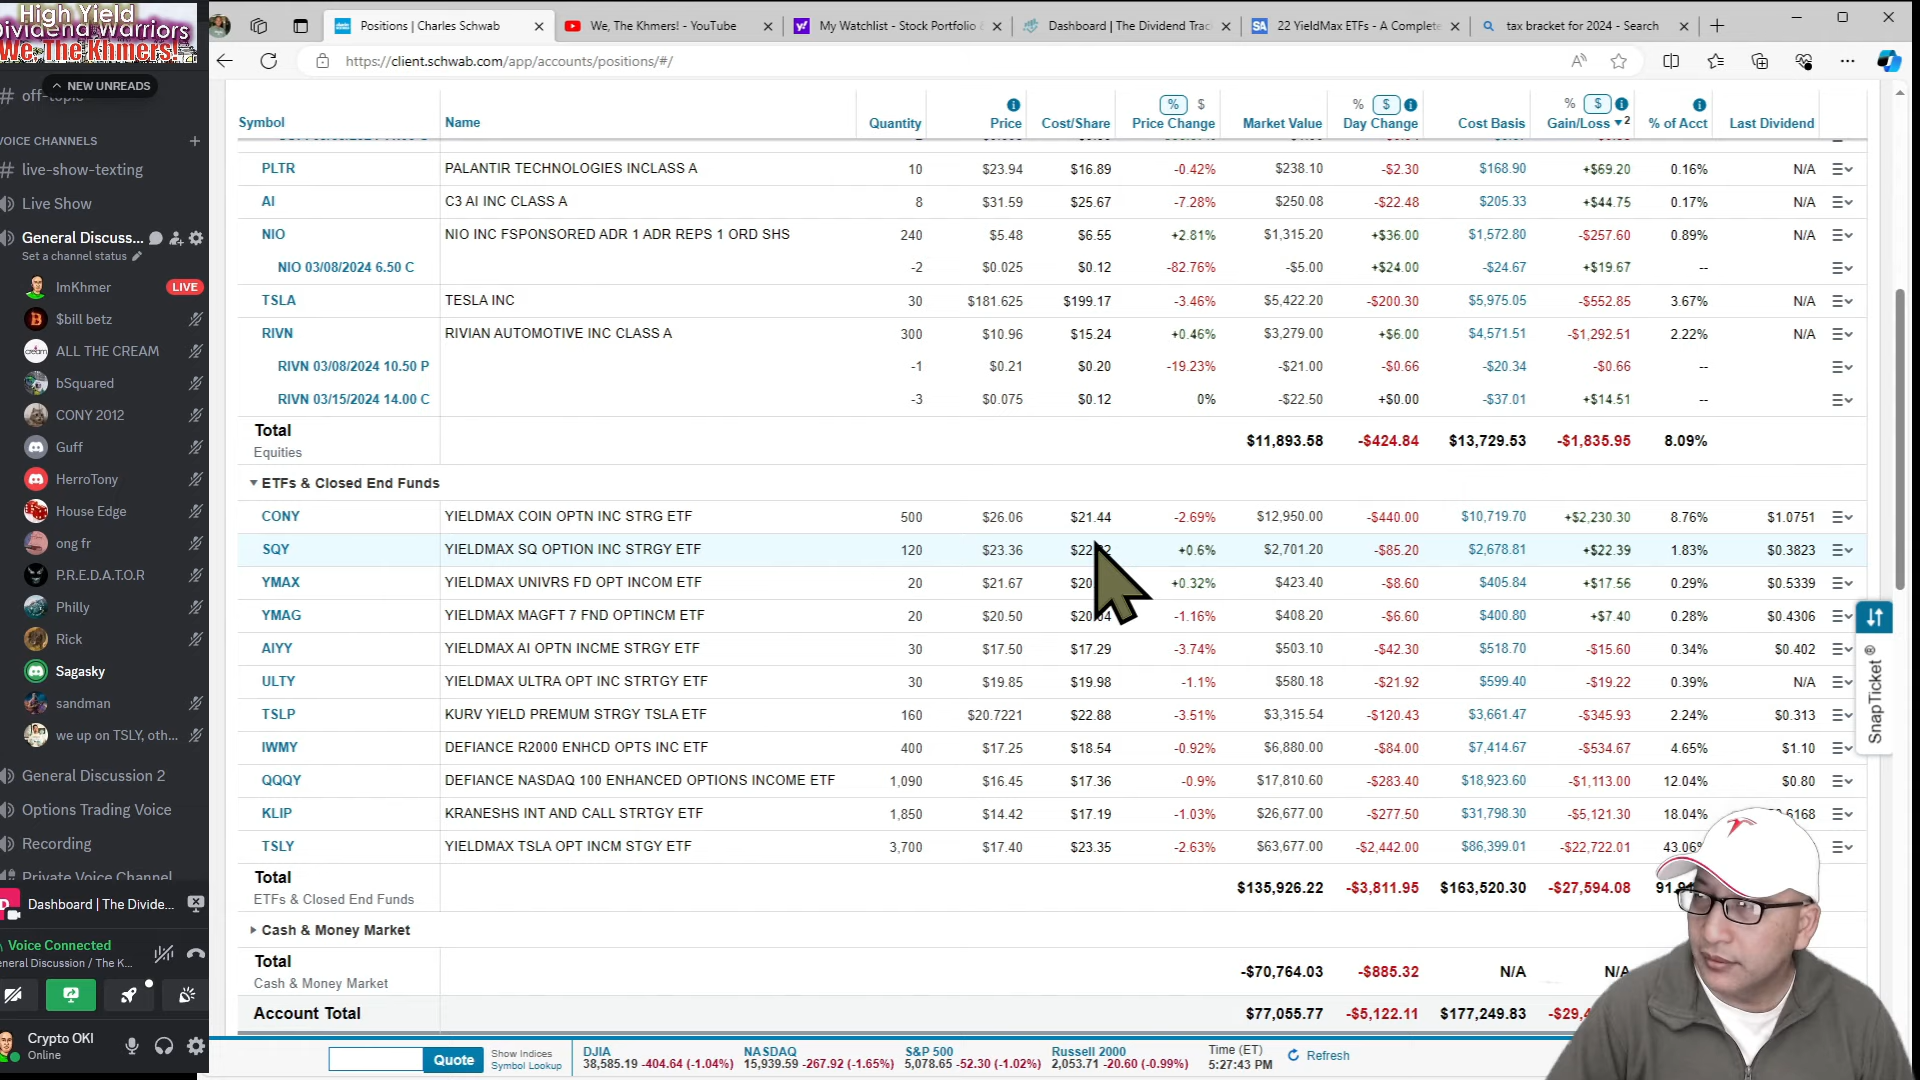 High Yield
Dividend Warriors
We The Khmers!
NEW UNREADS
# off-topic
VOICE CHANNELS
# live-show-texting
Live Show
General Discuss...
Set a channel status
ImKhmer LIVE
$bill betz
ALL THE CREAM
bSquared
CONY 2012
Guff
HerroTony
House Edge
ong fr
P.R.E.D.A.T.O.R
Philly
Rick
Sagasky
sandman
we up on TSLY, oth...
General Discussion 2
Options Trading Voice
Recording
Private Voice Channel
Dashboard | The Divide...
Voice Connected
neral Discussion / The K...
Crypto OKI
Online
Positions | Charles Schwab
We, The Khmers! - YouTube
My Watchlist - Stock Portfolio
Dashboard | The Dividend Trac
22 YieldMax ETFs - A Complete
tax bracket for 2024 - Search
https://client.schwab.com/app/accounts/positions/#/
% $ % $ % $
Symbol Name Quantity Price Cost/Share Price Change Market Value Day Change Cost Basis Gain/Loss 2 % of Acct Last Dividend
PLTR PALANTIR TECHNOLOGIES INCLASS A 10 $23.94 $16.89 -0.42% $238.10 -$2.30 $168.90 +$69.20 0.16% N/A
AI C3 AI INC CLASS A 8 $31.59 $25.67 -7.28% $250.08 -$22.48 $205.33 +$44.75 0.17% N/A
NIO NIO INC FSPONSORED ADR 1 ADR REPS 1 ORD SHS 240 $5.48 $6.55 +2.81% $1,315.20 +$36.00 $1,572.80 -$257.60 0.89% N/A
NIO 03/08/2024 6.50 C -2 $0.025 $0.12 -82.76% -$5.00 +$24.00 -$24.67 +$19.67 --
TSLA TESLA INC 30 $181.625 $199.17 -3.46% $5,422.20 -$200.30 $5,975.05 -$552.85 3.67% N/A
RIVN RIVIAN AUTOMOTIVE INC CLASS A 300 $10.96 $15.24 +0.46% $3,279.00 +$6.00 $4,571.51 -$1,292.51 2.22% N/A
RIVN 03/08/2024 10.50 P -1 $0.21 $0.20 -19.23% -$21.00 -$0.66 -$20.34 -$0.66 --
RIVN 03/15/2024 14.00 C -3 $0.075 $0.12 0% -$22.50 +$0.00 -$37.01 +$14.51 --
Total $11,893.58 -$424.84 $13,729.53 -$1,835.95 8.09%
Equities
ETFs & Closed End Funds
CONY YIELDMAX COIN OPTN INC STRG ETF 500 $26.06 $21.44 -2.69% $12,950.00 -$440.00 $10,719.70 +$2,230.30 8.76% $1.0751
SQY YIELDMAX SQ OPTION INC STRGY ETF 120 $23.36 +0.6% $2,701.20 -$85.20 $2,678.81 +$22.39 1.83% $0.3823
YMAX YIELDMAX UNIVRS FD OPT INCOM ETF 20 $21.67 +0.32% $423.40 -$8.60 $405.84 +$17.56 0.29% $0.5339
YMAG YIELDMAX MAGFT 7 FND OPTINCM ETF 20 $20.50 $20.04 -1.16% $408.20 -$6.60 $400.80 +$7.40 0.28% $0.4306
AIYY YIELDMAX AI OPTN INCME STRGY ETF 30 $17.50 $17.29 -3.74% $503.10 -$42.30 $518.70 -$15.60 0.34% $0.402
ULTY YIELDMAX ULTRA OPT INC STRTGY ETF 30 $19.85 $19.98 -1.1% $580.18 -$21.92 $599.40 -$19.22 0.39% N/A
TSLP KURV YIELD PREMUM STRGY TSLA ETF 160 $20.7221 $22.88 -3.51% $3,315.54 -$120.43 $3,661.47 -$345.93 2.24% $0.313
IWMY DEFIANCE R2000 ENHCD OPTS INC ETF 400 $17.25 $18.54 -0.92% $6,880.00 -$84.00 $7,414.67 -$534.67 4.65% $1.10
QQQY DEFIANCE NASDAQ 100 ENHANCED OPTIONS INCOME ETF 1,090 $16.45 $17.36 -0.9% $17,810.60 -$283.40 $18,923.60 -$1,113.00 12.04% $0.80
KLIP KRANESHS INT AND CALL STRTGY ETF 1,850 $14.42 $17.19 -1.03% $26,677.00 -$277.50 $31,798.30 -$5,121.30 18.04% 6168
TSLY YIELDMAX TSLA OPT INCM STGY ETF 3,700 $17.40 $23.35 -2.63% $63,677.00 -$2,442.00 $86,399.01 -$22,722.01 43.06%
Total $135,926.22 -$3,811.95 $163,520.30 -$27,594.08
ETFs & Closed End Funds
Cash & Money Market
Total -$70,764.03 -$885.32 N/A N/A
Cash & Money Market
Account Total $77,055.77 -$5,122.11 $177,249.83
SnapTicket ®
Quote
Show Indices
Symbol Lookup
DJIA
38,585.19 -404.64 (-1.04%)
NASDAQ
15,939.59 -267.92 (-1.65%)
S&P 500
5,078.65 -52.30 (-1.02%)
Russell 2000
2,053.71 -20.60 (-0.99%)
Time (ET)
5:27:43 PM
Refresh